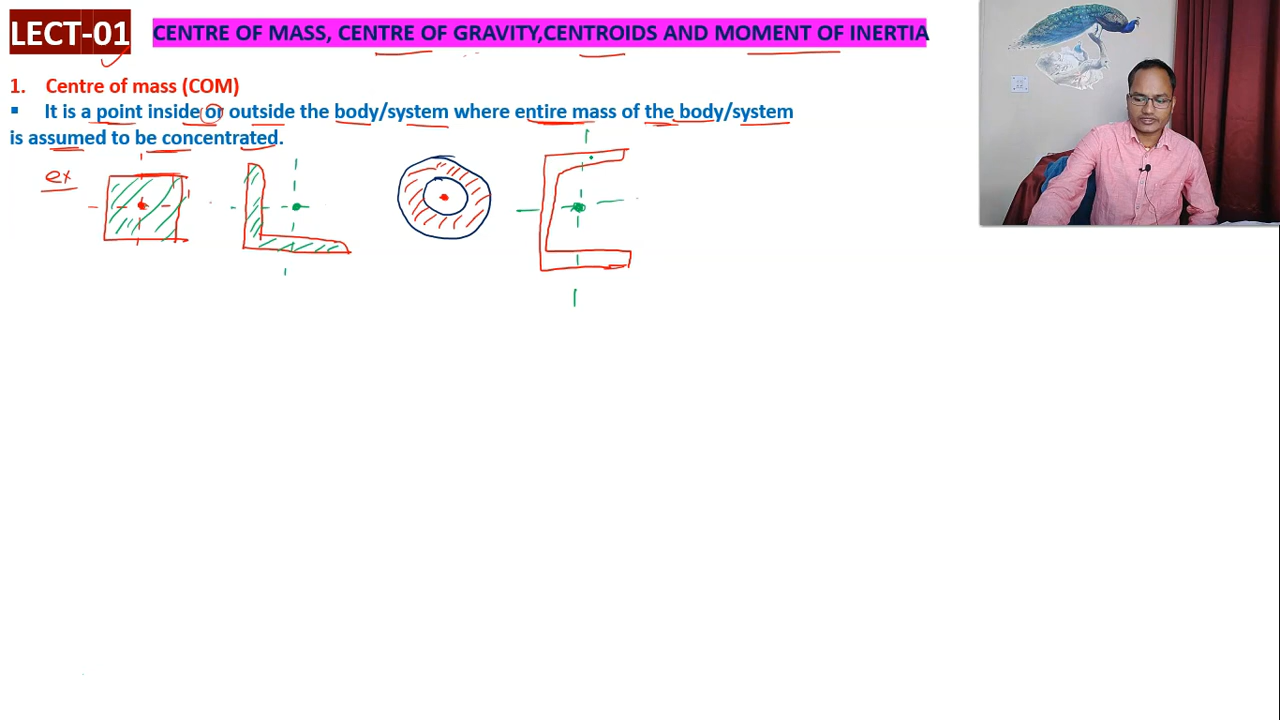 LECT-01 CENTRE OF MASS, CENTRE OF GRAVITY,CENTROIDS AND MOMENT OF INERTIA
1. Centre of mass (COM)
▪ It is a point inside or outside the body/system where entire mass of the body/system
is assumed to be concentrated.
ex